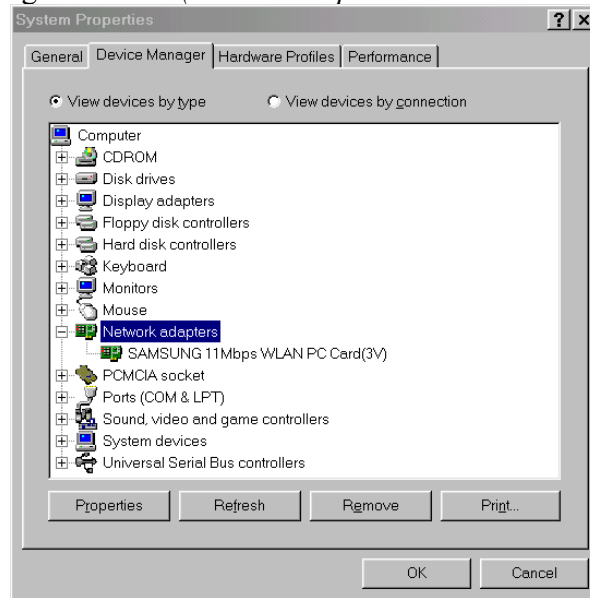 System Properties
General Device Manager Hardware Profiles Performance
View devices by type View devices by connection
Computer
CDROM
Disk drives
Display adapters
Floppy disk controllers
Hard disk controllers
Keyboard
Monitors
Mouse
Network adapters
SAMSUNG 11Mbps WLAN PC Card(3V)
PCMCIA socket
Ports (COM & LPT)
Sound, video and game controllers
System devices
Universal Serial Bus controllers
Properties Refresh Remove Print...
OK Cancel